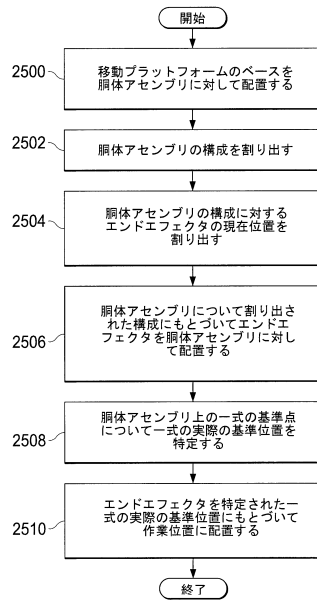 開始
2500
移動プラットフォームのベースを
胴体アセンブリに対して配置する
2502
胴体アセンブリの構成を割り出す
2504
胴体アセンブリの構成に対する
エンドエフェクタの現在位置を
割り出す
2506
胴体アセンブリについて割り出さ
れた構成にもとづいてエンドエ
フェクタを胴体アセンブリに対し
て配置する
2508
胴体アセンブリ上の一式の基準点
について一式の実際の基準位置を
特定する
2510
エンドエフェクタを特定された一
式の実際の基準位置にもとづいて
作業位置に配置する
終了